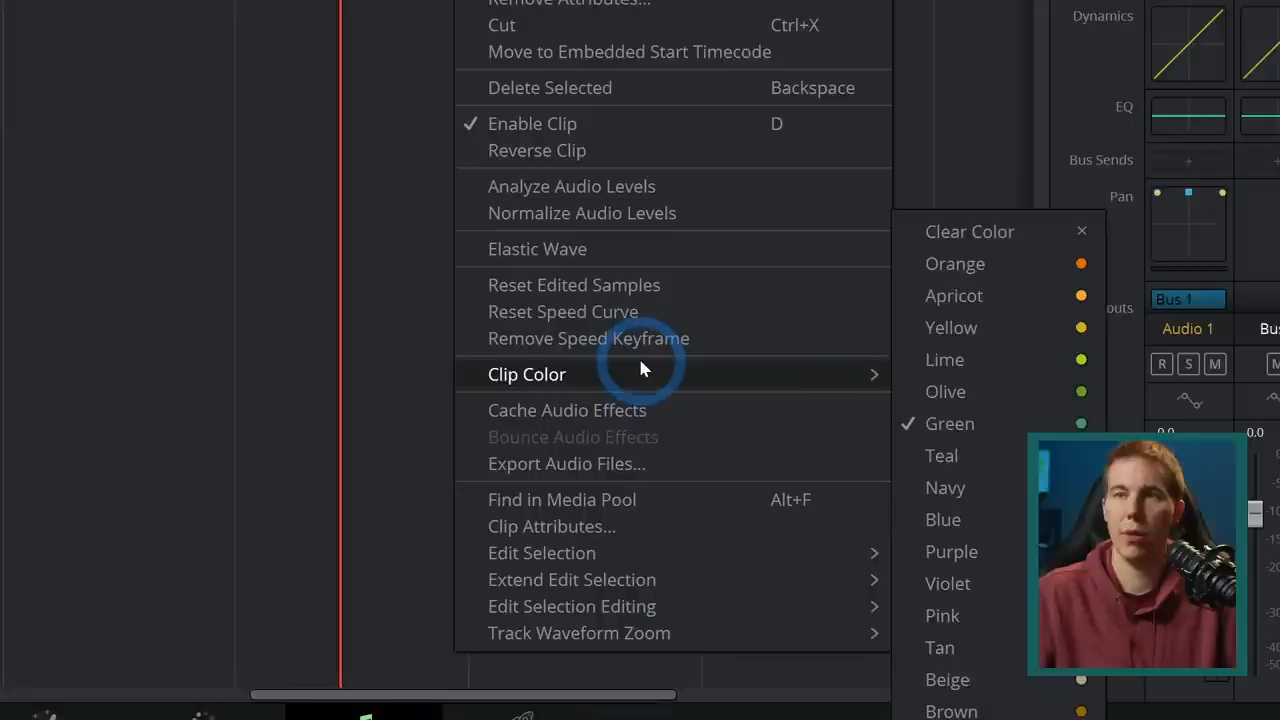 Remove Attributes...
Cut Ctrl+X
Move to Embedded Start Timecode
Delete Selected Backspace
Enable Clip D
Reverse Clip
Analyze Audio Levels
Normalize Audio Levels
Elastic Wave
Reset Edited Samples
Reset Speed Curve
Remove Speed Keyframe
Clip Color
Cache Audio Effects
Bounce Audio Effects
Export Audio Files...
Find in Media Pool Alt+F
Clip Attributes...
Edit Selection
Extend Edit Selection
Edit Selection Editing
Track Waveform Zoom
Clear Color
Orange
Apricot
Yellow
Lime
Olive
Green
Teal
Navy
Blue
Purple
Violet
Pink
Tan
Beige
Brown
Dynamics
EQ
Bus Sends
Pan
outs
Bus 1
Audio 1 Bus
R S M M
0.0 0.0